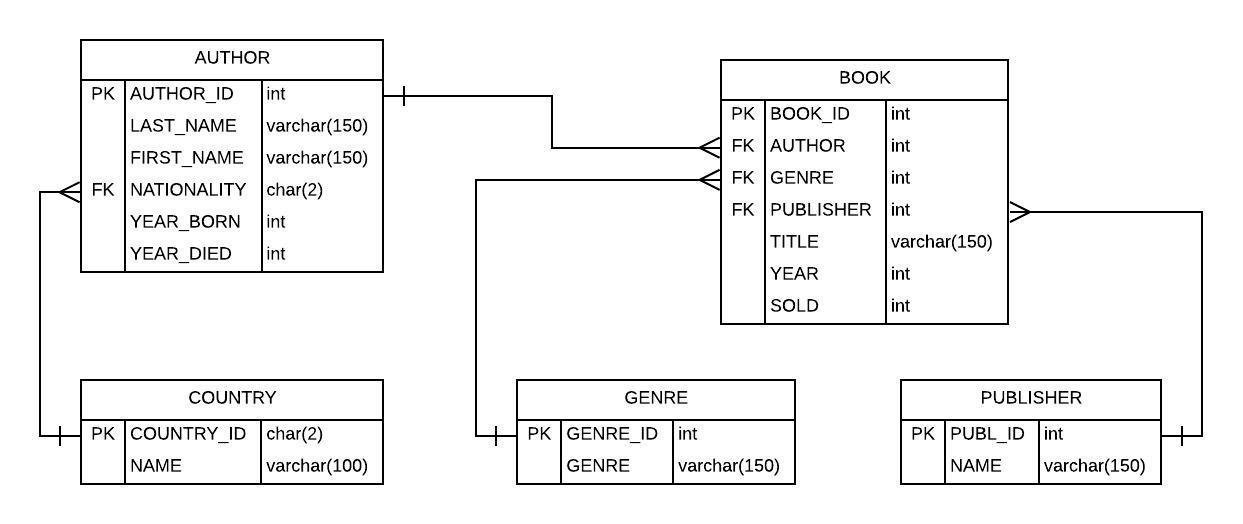 AUTHOR
PK AUTHOR_ID int
LAST_NAME varchar(150)
FIRST_NAME varchar(150)
FK NATIONALITY char(2)
YEAR_BORN int
YEAR_DIED int
BOOK
PK BOOK_ID int
FK AUTHOR int
FK GENRE int
FK PUBLISHER int
TITLE varchar(150)
YEAR int
SOLD int
COUNTRY
PK COUNTRY_ID char(2)
NAME varchar(100)
GENRE
PK GENRE_ID int
GENRE varchar(150)
PUBLISHER
PK PUBL_ID int
NAME varchar(150)